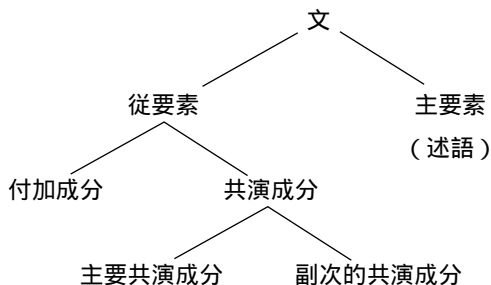 文
従要素 主要素
(述語)
付加成分 共演成分
主要共演成分 副次的共演成分